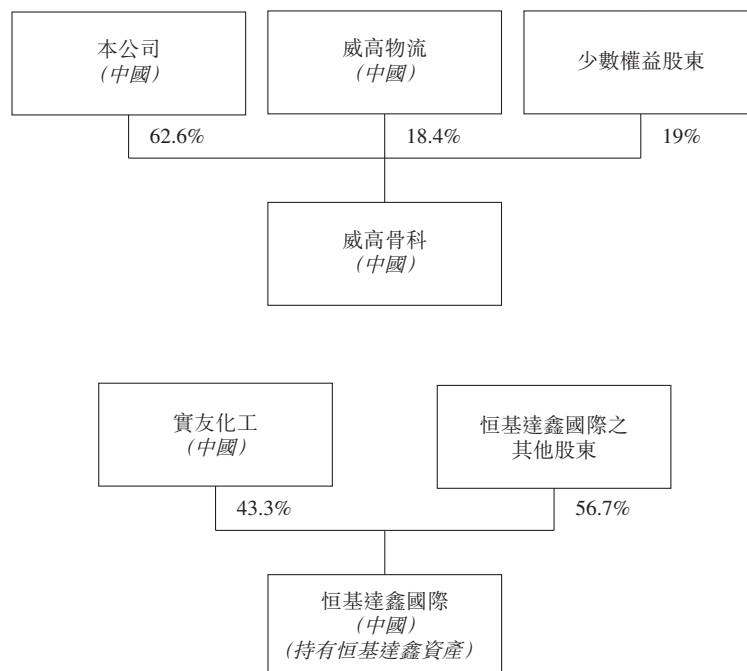 本公司
(中國)
威高物流
(中國)
少數權益股東
62.6%
18.4%
19%
威高骨科
(中國)
實友化工
(中國)
恒基達鑫國際之
其他股東
43.3%
56.7%
恒基達鑫國際
(中國)
(持有恒基達鑫資產)